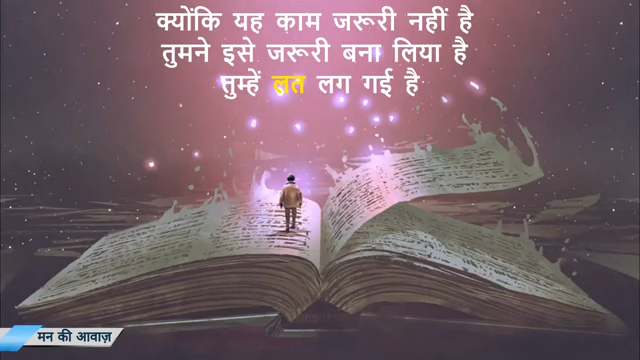 क्योंकि यह काम जरूरी नहीं है
तुमने इसे जरूरी बना लिया है
तुम्हें लत लग गई है
मन की आवाज़